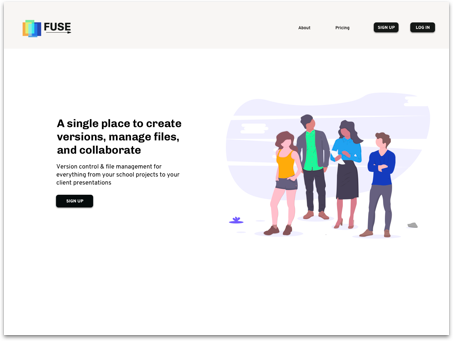 FUSE
About
Pricing
SIGN UP
LOG IN
A single place to create
versions, manage files,
and collaborate
Version control & file management for
everything from your school projects to your
client presentations
SIGN UP